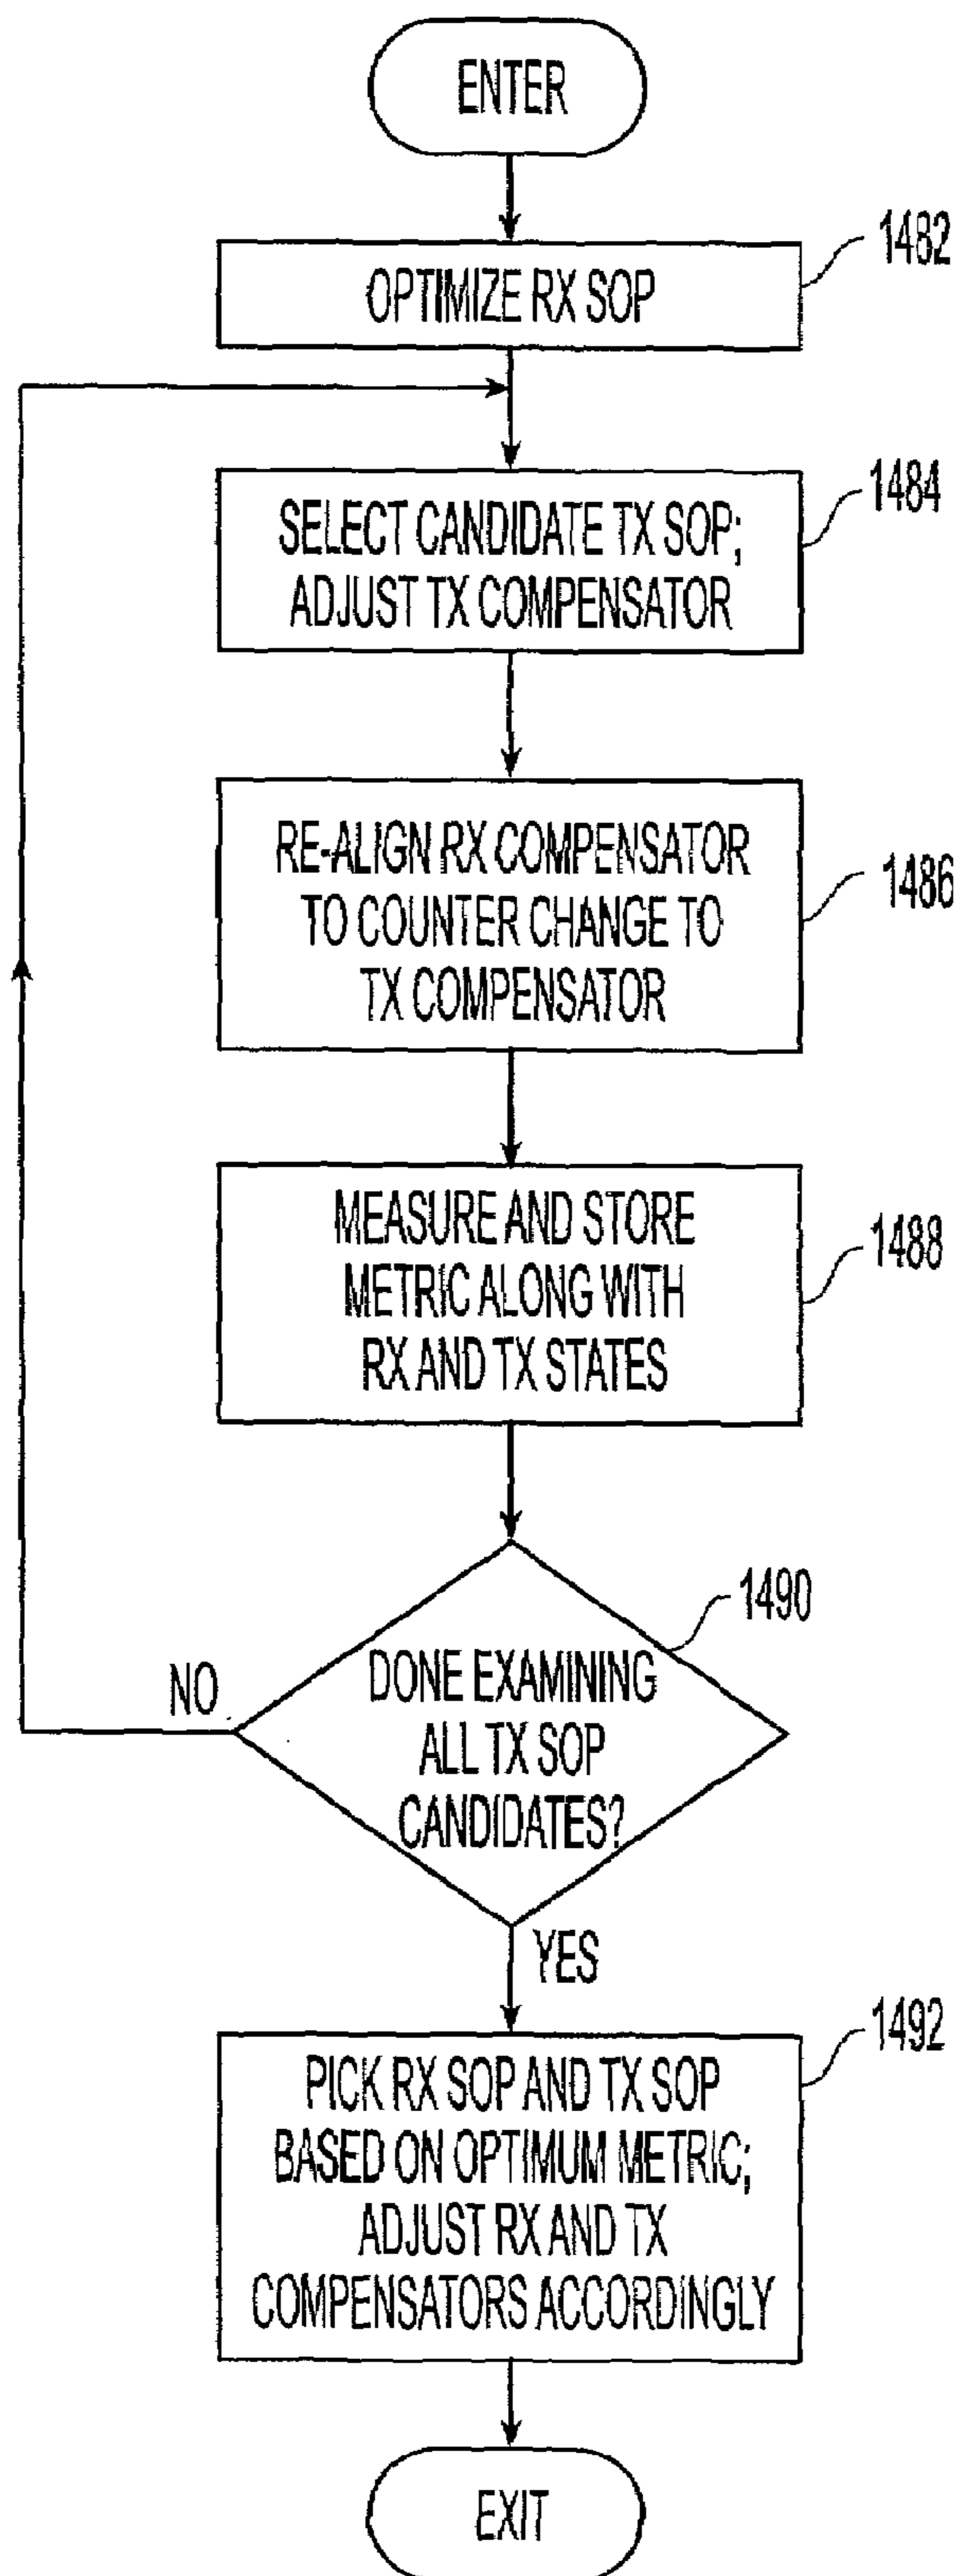 ENTER
1482
OPTIMIZE RX SOP
1484
SELECT CANDIDATE TX SOP;
ADJUST TX COMPENSATOR
RE-ALIGN RX COMPENSATOR
TO COUNTER CHANGE TO
TX COMPENSATOR
1486
MEASURE AND STORE
METRIC ALONG WITH
RX AND TX STATES
1488
1490
DONE EXAMINING
ALL TX SOP
CANDIDATES?
NO
YES
1492
PICK RX SOP AND TX SOP
BASED ON OPTIMUM METRIC;
ADJUST RX AND TX
COMPENSATORS ACCORDINGLY
EXIT